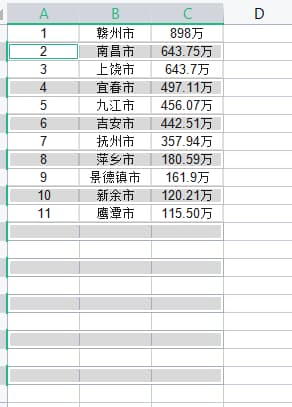 A B C D
1 赣州市 898万
2 南昌市 643.75万
3 上饶市 643.7万
4 宜春市 497.11万
5 九江市 456.07万
6 吉安市 442.51万
7 抚州市 357.94万
8 萍乡市 180.59万
9 景德镇市 161.9万
10 新余市 120.21万
11 鹰潭市 115.50万